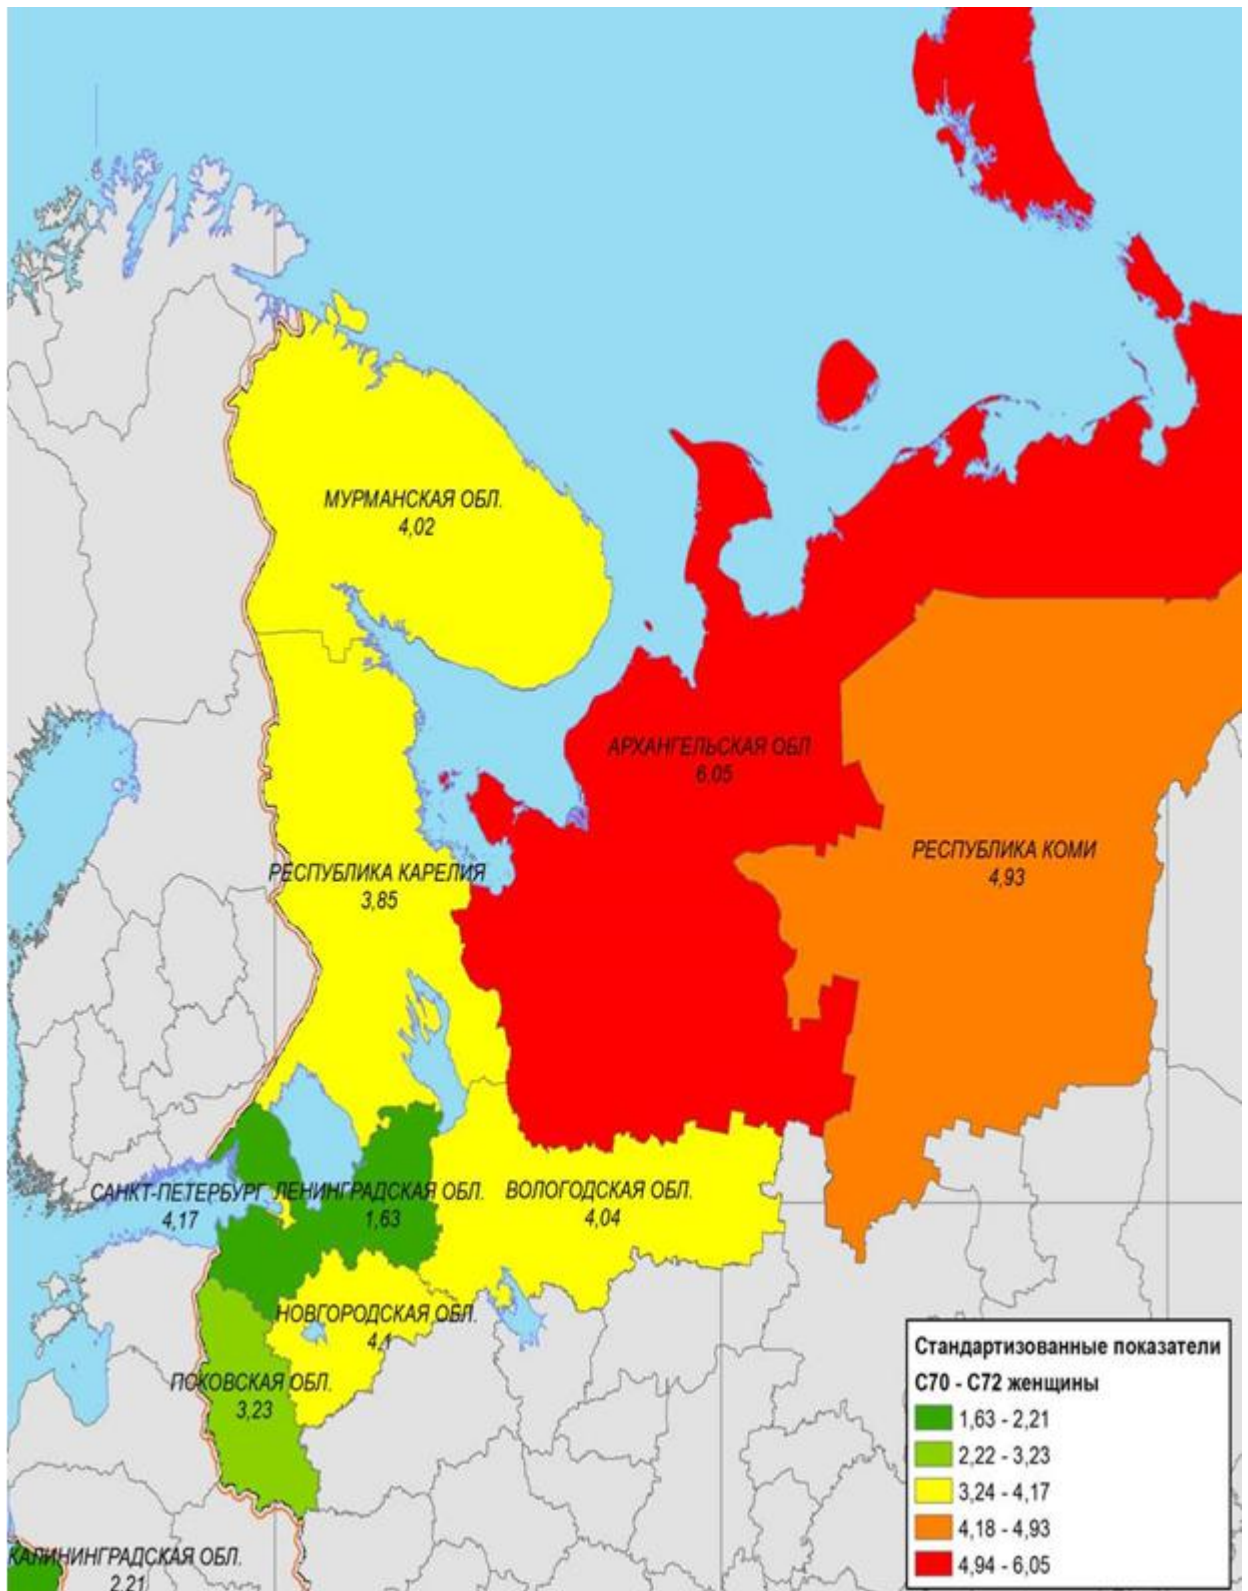 МУРМАНСКАЯ ОБЛ.
4,02
АРХАНГЕЛЬСКАЯ ОБЛ
6,05
РЕСПУБЛИКА КОМИ
4,93
РЕСПУБЛИКА КАРЕЛИЯ
3,85
САНКТ-ПЕТЕРБУРГ
4,17
ЛЕНИНГРАДСКАЯ ОБЛ.
1,63
ВОЛОГОДСКАЯ ОБЛ.
4,04
НОВГОРОДСКАЯ ОБЛ.
4,1
ПСКОВСКАЯ ОБЛ.
3,23
КАЛИНИНГРАДСКАЯ ОБЛ.
2,21
Стандартизованные показатели
C70 - C72 женщины
1,63 - 2,21
2,22 - 3,23
3,24 - 4,17
4,18 - 4,93
4,94 - 6,05